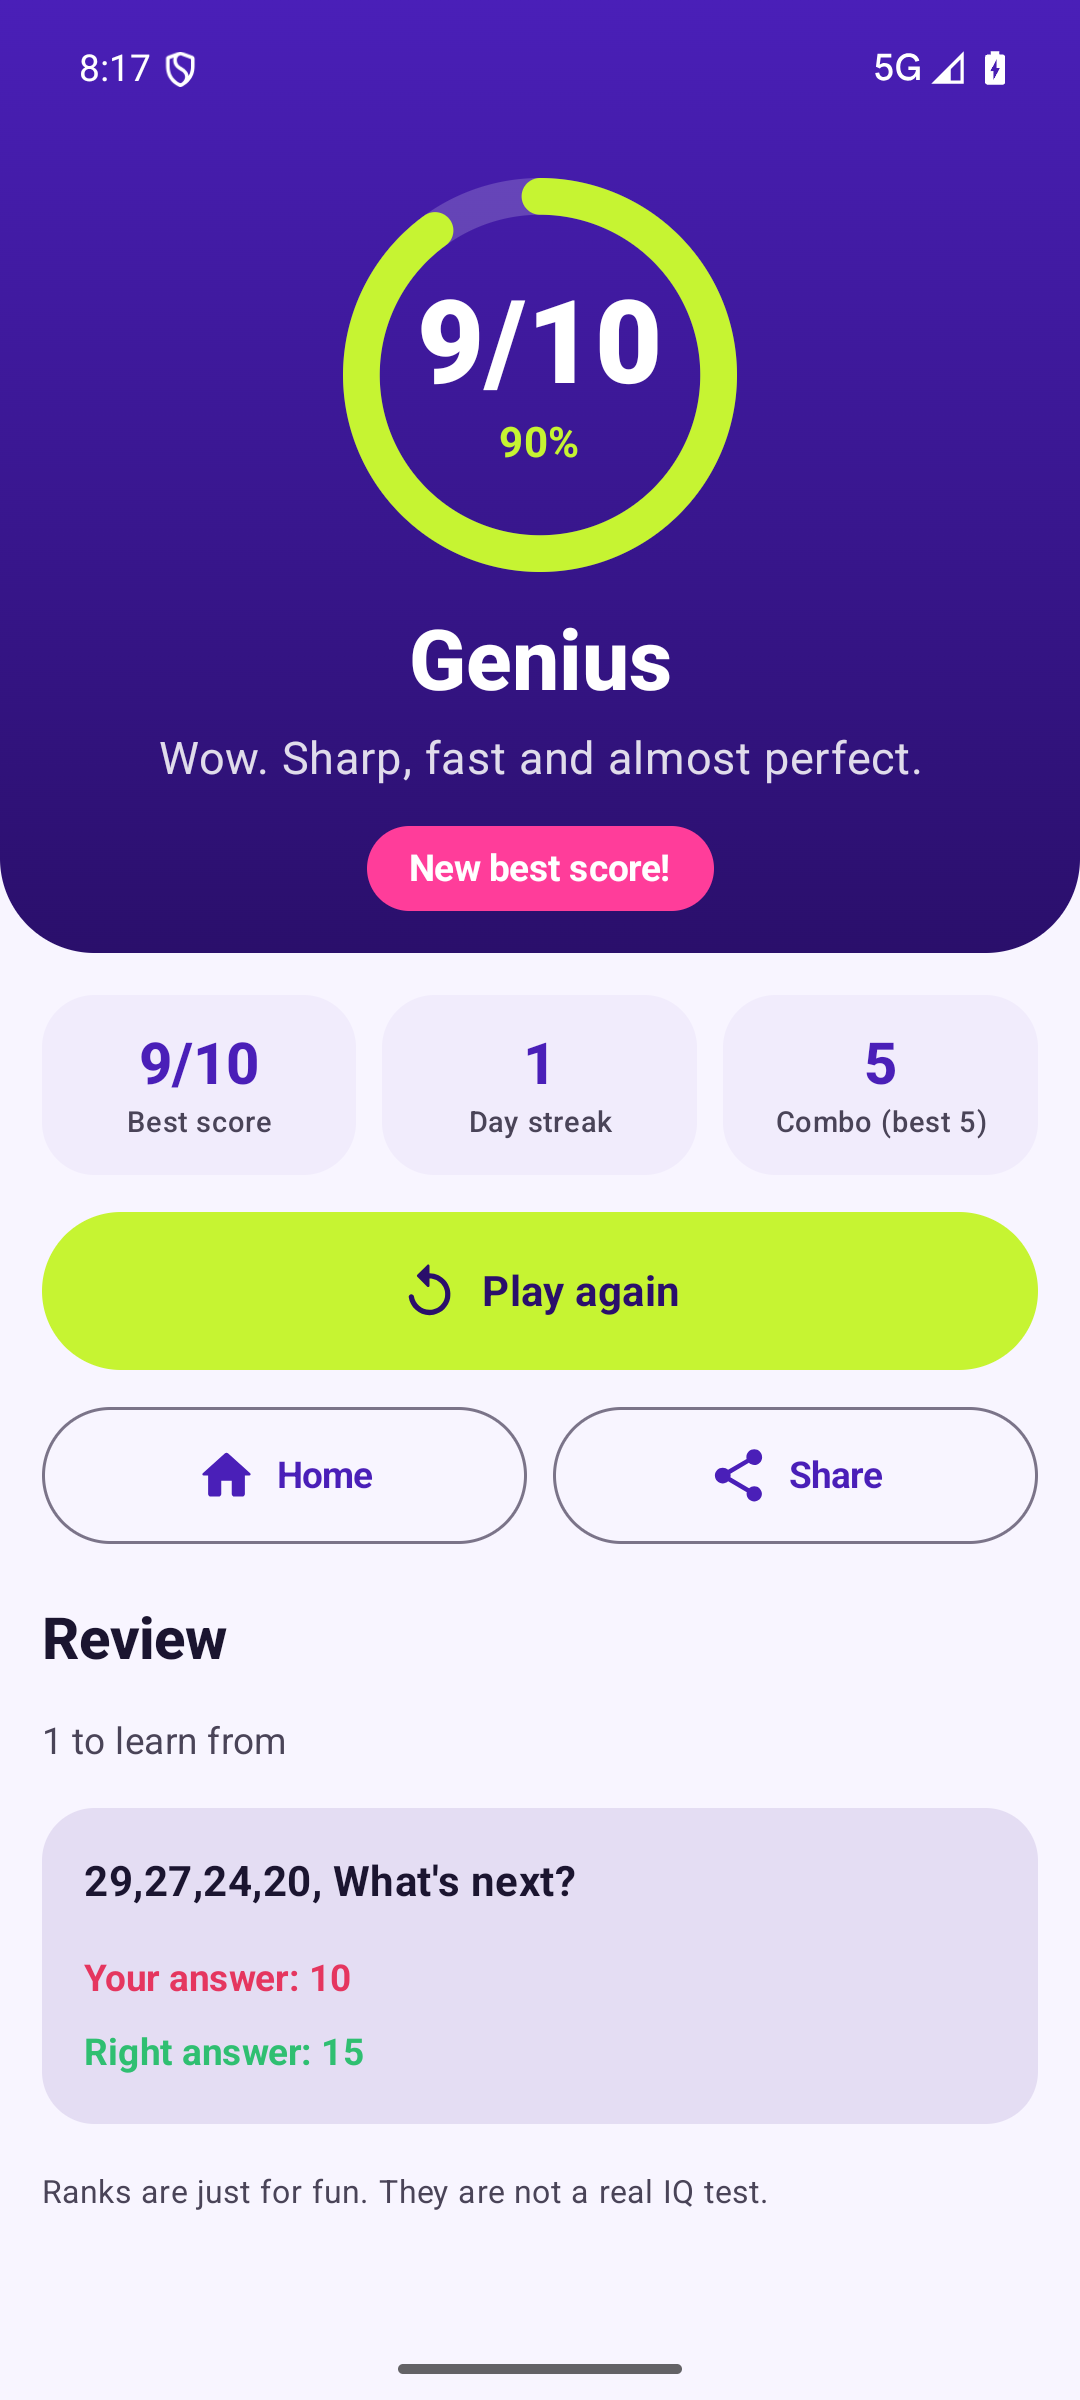 8:17
5G
9/10
90%
Genius
Wow. Sharp, fast and almost perfect.
New best score!
9/10
Best score
1
Day streak
5
Combo (best 5)
Play again
Home
Share
Review
1 to learn from
29,27,24,20, What's next?
Your answer: 10
Right answer: 15
Ranks are just for fun. They are not a real IQ test.